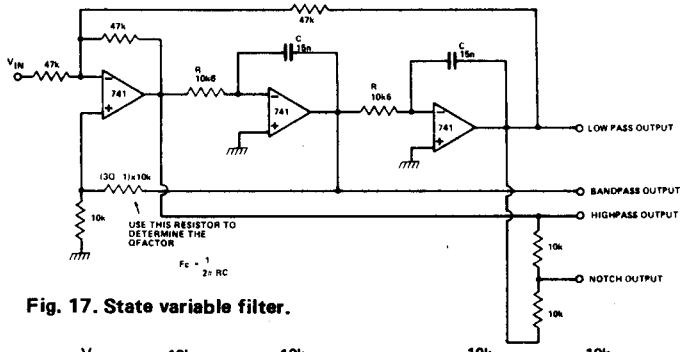 47k
V IN
47k
47k
C
15n
C
15n
R
10k6
R
10k6
741
741
741
LOW PASS OUTPUT
(3Q 1)x10k
BANDPASS OUTPUT
HIGHPASS OUTPUT
10k
USE THIS RESISTOR TO
DETERMINE THE
QFACTOR
10k
Fc = 1
2π RC
NOTCH OUTPUT
10k
Fig. 17. State variable filter.